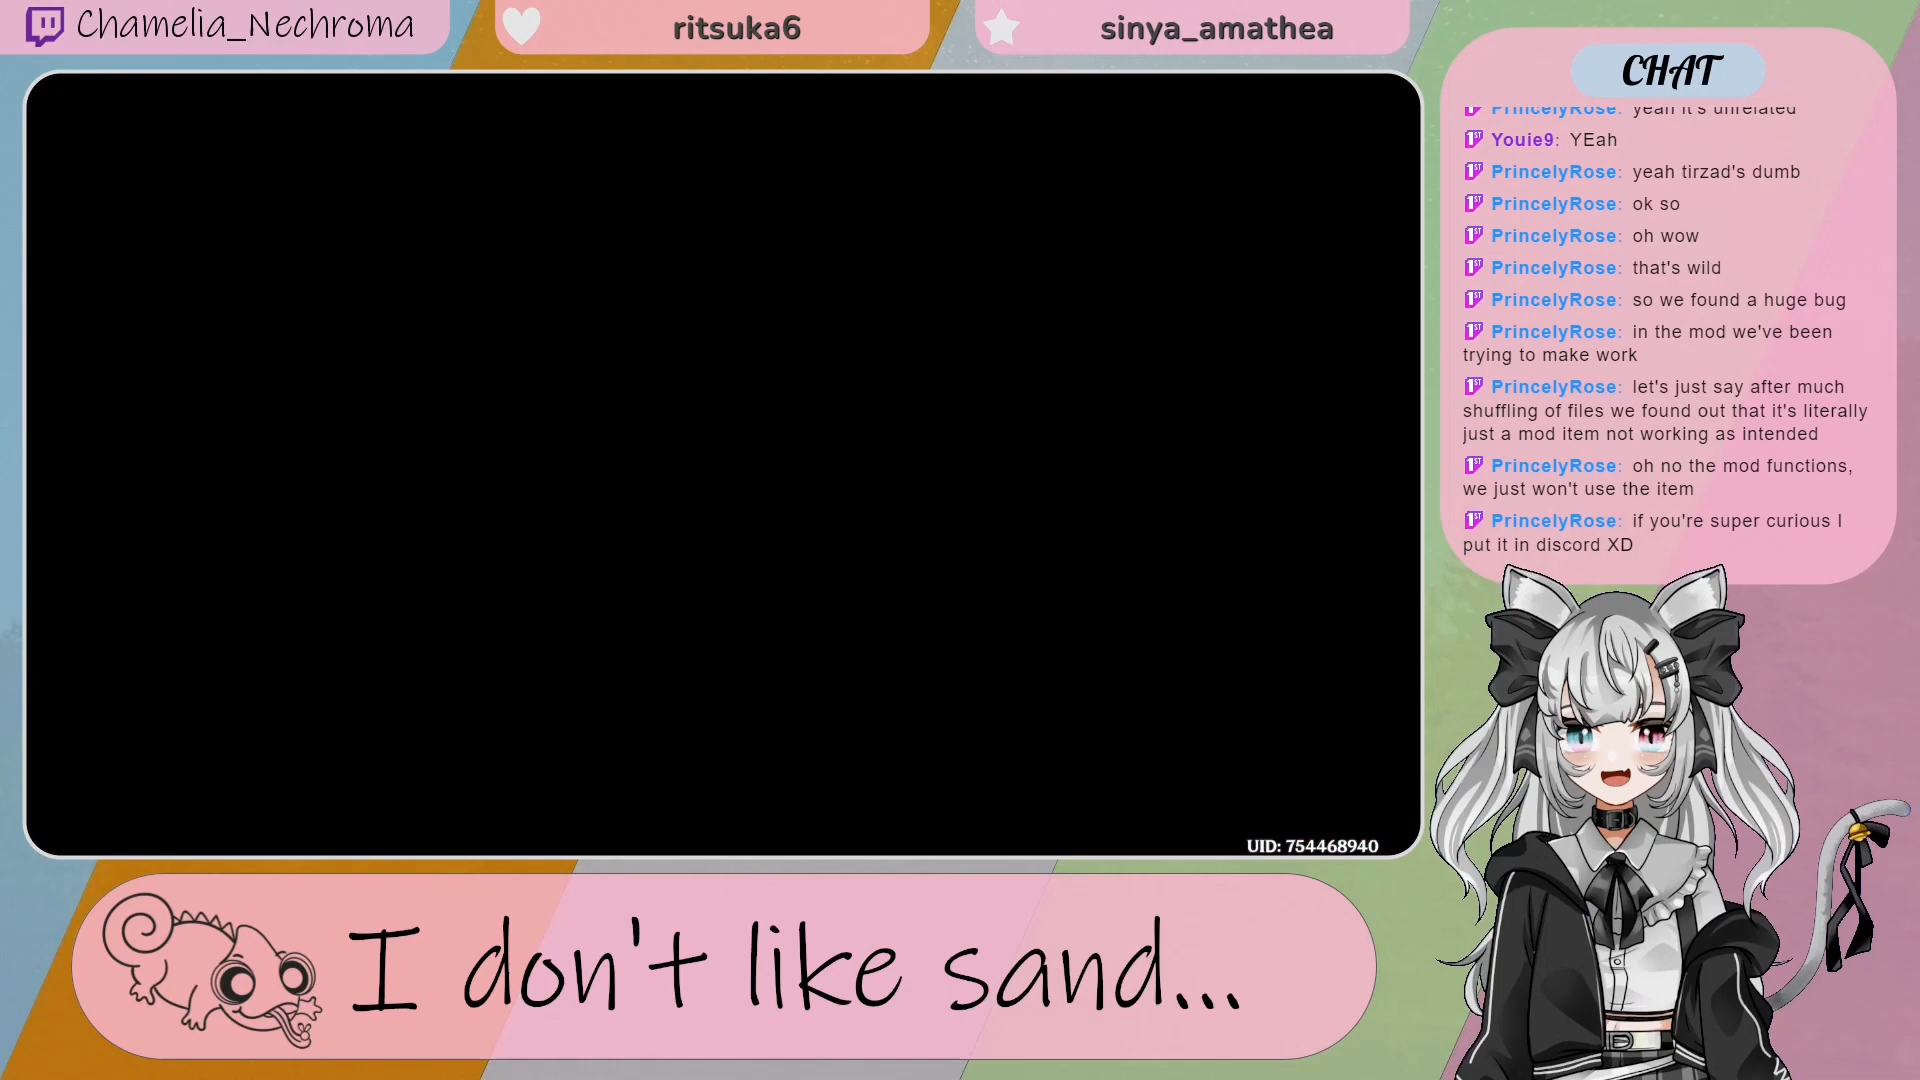 Chamelia_Nechroma
ritsuka6
sinya_amathea
CHAT
PrincelyRose: yeah it's unrelated
Youie9: YEah
PrincelyRose: yeah tirzad's dumb
PrincelyRose: ok so
PrincelyRose: oh wow
PrincelyRose: that's wild
PrincelyRose: so we found a huge bug
PrincelyRose: in the mod we've been
trying to make work
PrincelyRose: let's just say after much
shuffling of files we found out that it's literally
just a mod item not working as intended
PrincelyRose: oh no the mod functions,
we just won't use the item
PrincelyRose: if you're super curious I
put it in discord XD
UID: 754468940
I don't like sand...